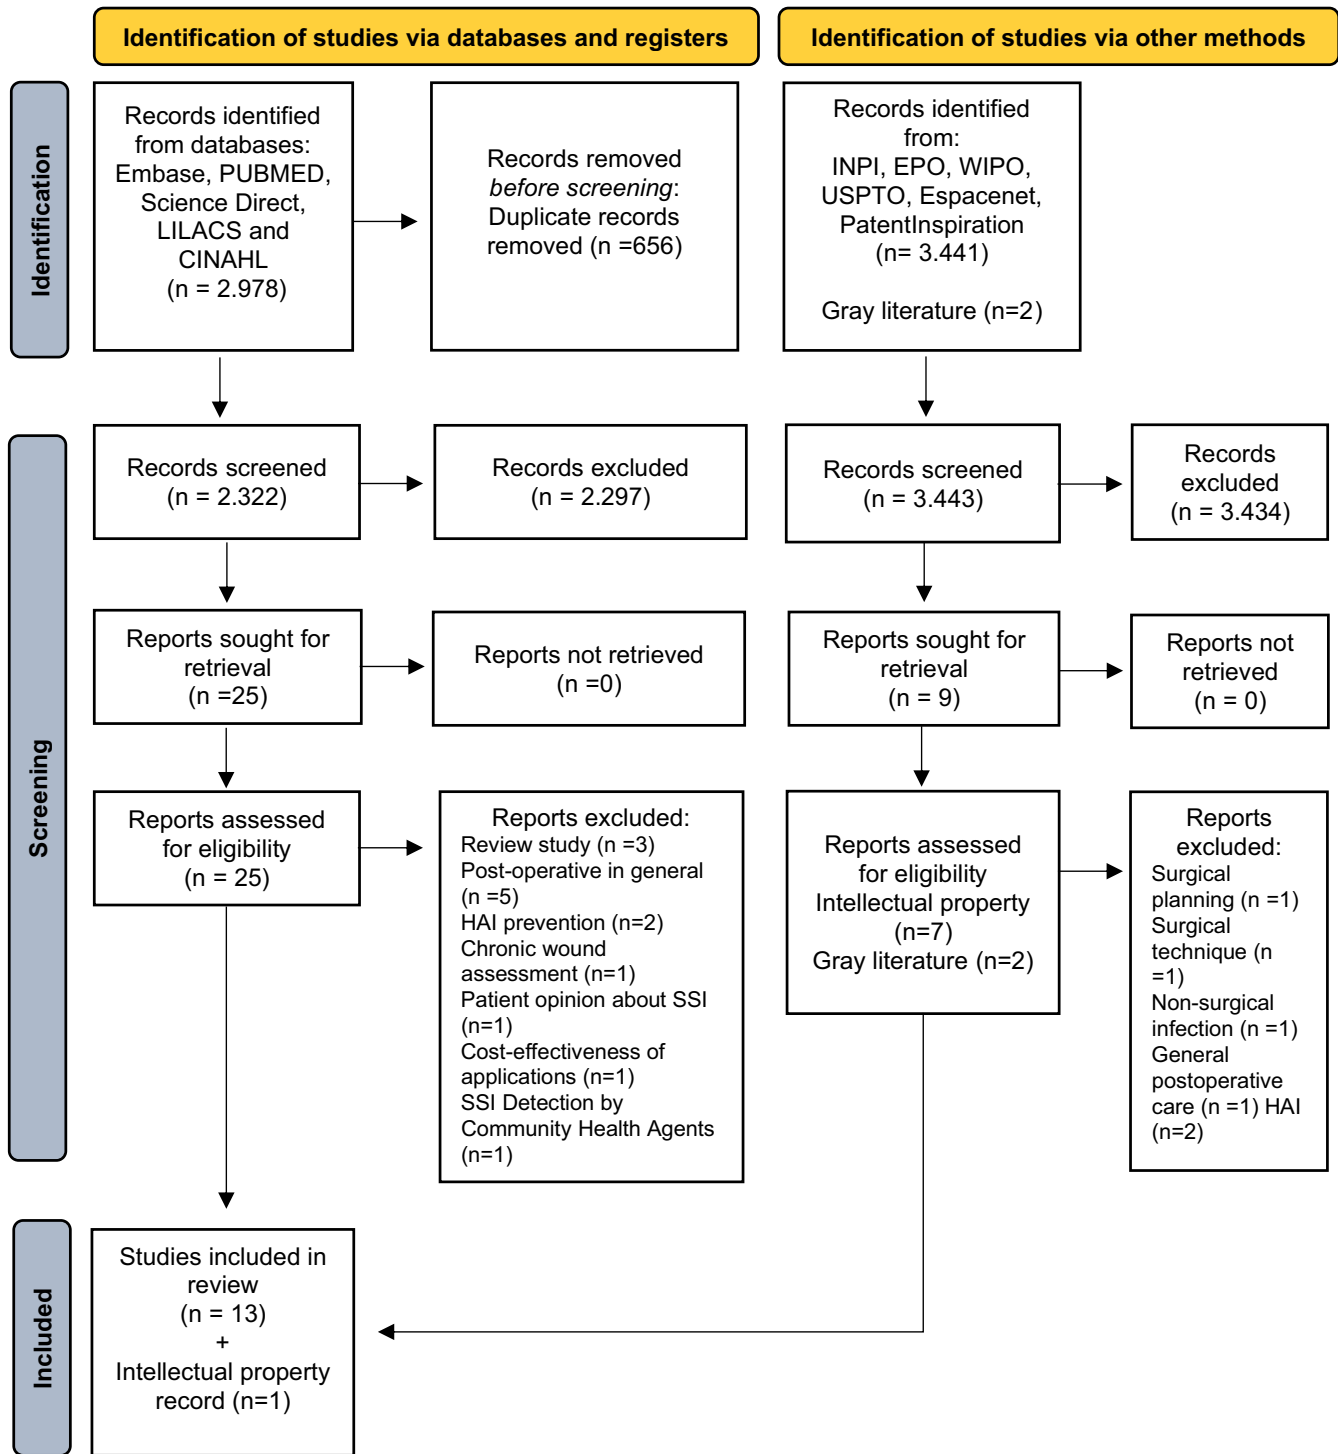 Identification of studies via databases and registers
Identification of studies via other methods
Identification
Records identified
from databases:
Embase, PUBMED,
Science Direct,
LILACS and
CINAHL
(n = 2.978)
Records removed
before screening:
Duplicate records
removed (n =656)
Records identified
from:
INPI, EPO, WIPO,
USPTO, Espacenet,
PatentInspiration
(n= 3.441)
Gray literature (n=2)
Screening
Records screened
(n = 2.322)
Records excluded
(n = 2.297)
Records screened
(n = 3.443)
Records
excluded
(n = 3.434)
Reports sought for
retrieval
(n =25)
Reports not retrieved
(n =0)
Reports sought for
retrieval
(n = 9)
Reports not
retrieved
(n = 0)
Reports assessed
for eligibility
(n = 25)
Reports excluded:
Review study (n =3)
Post-operative in general
(n =5)
HAI prevention (n=2)
Chronic wound
assessment (n=1)
Patient opinion about SSI
(n=1)
Cost-effectiveness of
applications (n=1)
SSI Detection by
Community Health Agents
(n=1)
Reports assessed
for eligibility
Intellectual property
(n=7)
Gray literature (n=2)
Reports
excluded:
Surgical
planning (n =1)
Surgical
technique (n
=1)
Non-surgical
infection (n =1)
General
postoperative
care (n =1) HAI
(n=2)
Included
Studies included in
review
(n = 13)
+
Intellectual property
record (n=1)